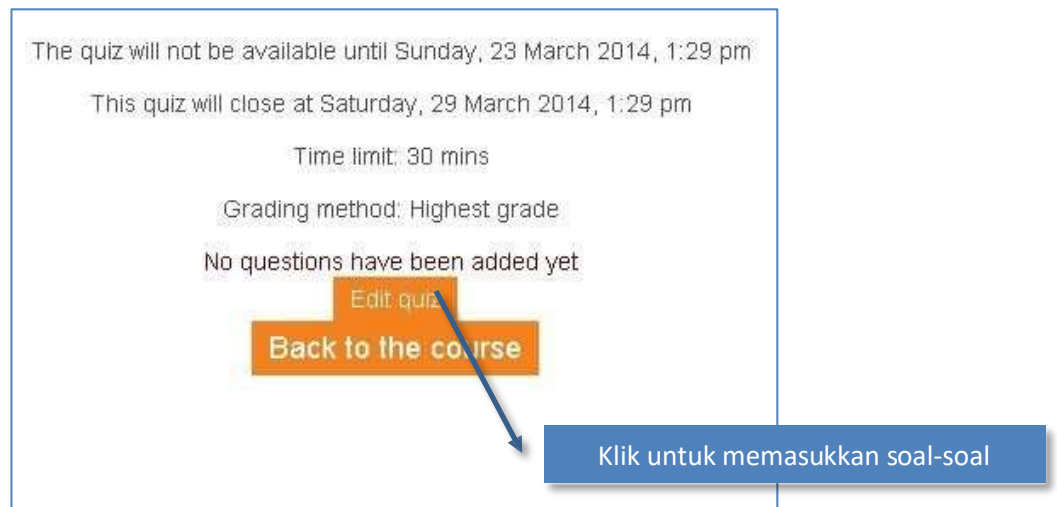 The quiz will not be available until Sunday, 23 March 2014, 1:29 pm
This quiz will close at Saturday, 29 March 2014, 1:29 pm
Time limit: 30 mins
Grading method: Highest grade
No questions have been added yet
Edit quiz
Back to the course
Klik untuk memasukkan soal-soal